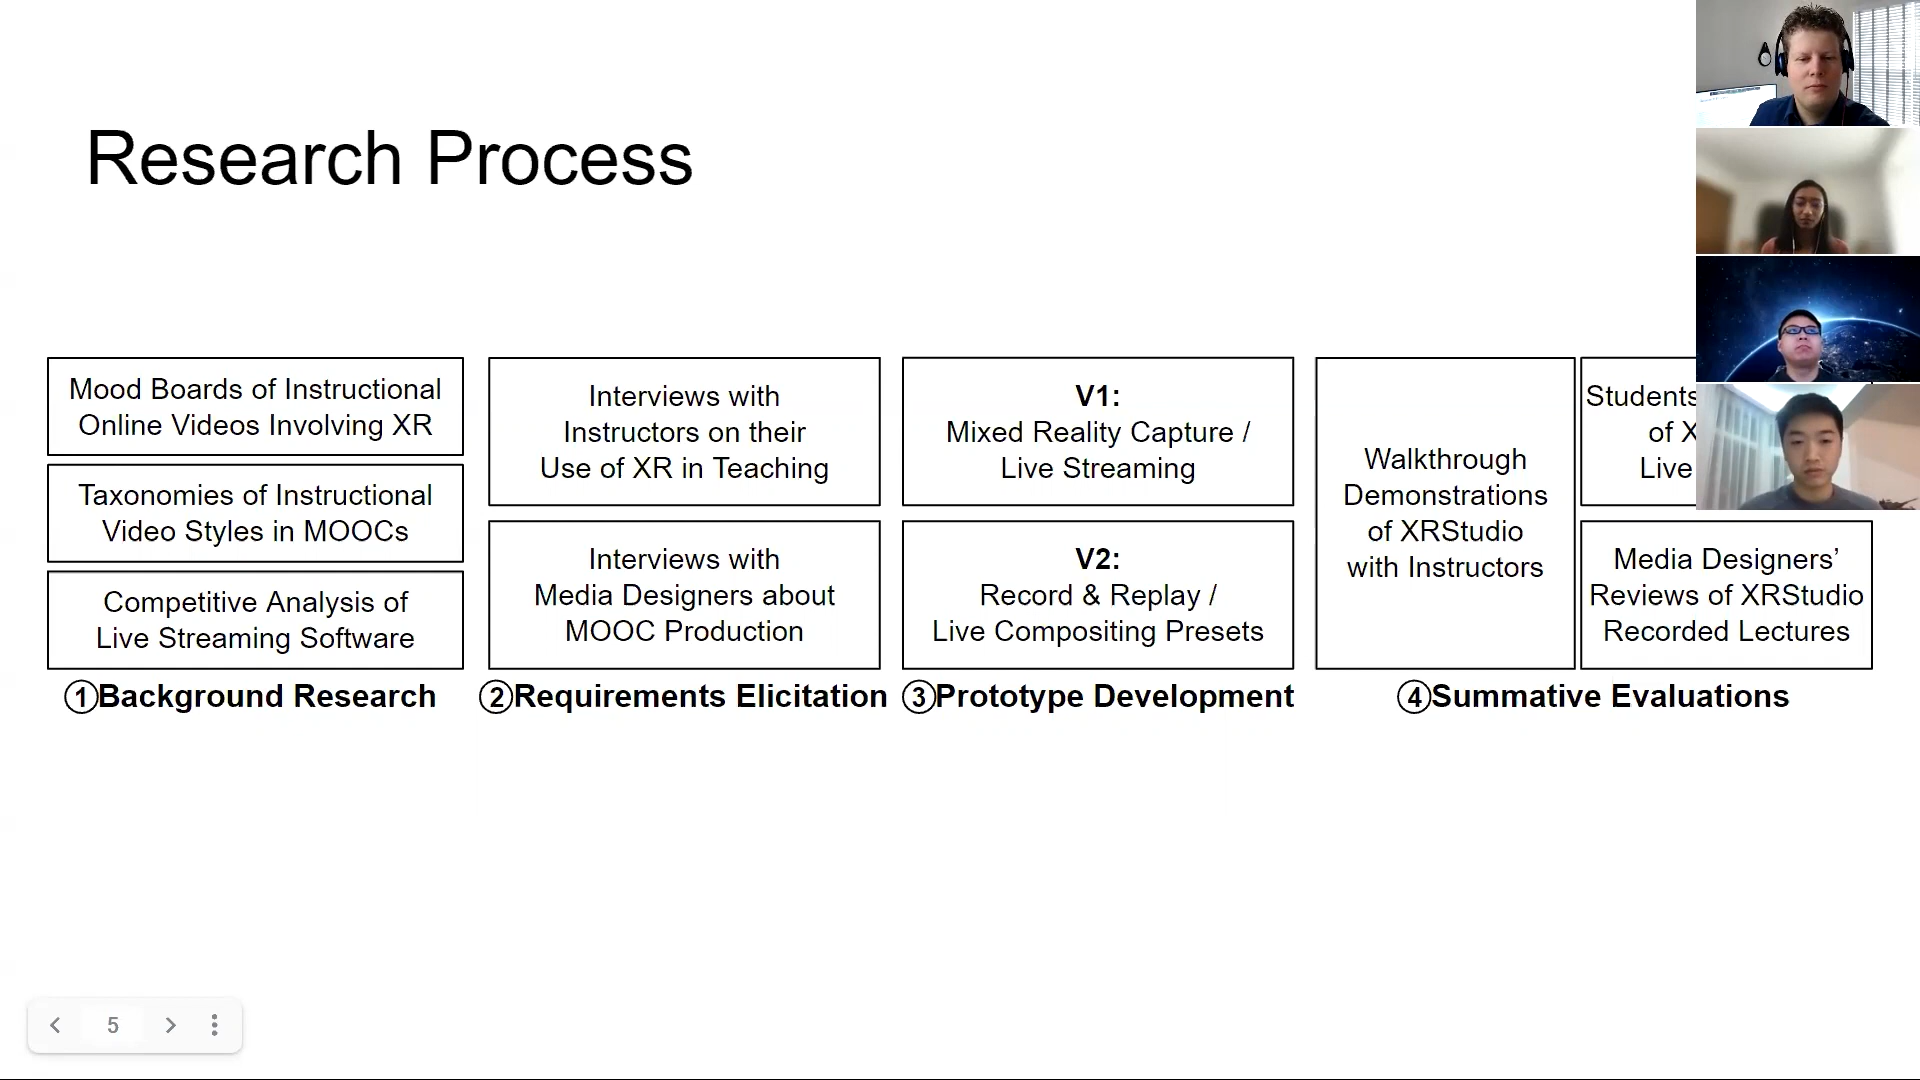 Research Process
Mood Boards of Instructional
Online Videos Involving XR
Taxonomies of Instructional
Video Styles in MOOCs
Competitive Analysis of
Live Streaming Software
①Background Research
Interviews with
Instructors on their
Use of XR in Teaching
Interviews with
Media Designers about
MOOC Production
②Requirements Elicitation
V1:
Mixed Reality Capture /
Live Streaming
V2:
Record & Replay /
Live Compositing Presets
③Prototype Development
Walkthrough
Demonstrations
of XRStudio
with Instructors
Students
of X
Live
Media Designers’
Reviews of XRStudio
Recorded Lectures
④Summative Evaluations
5